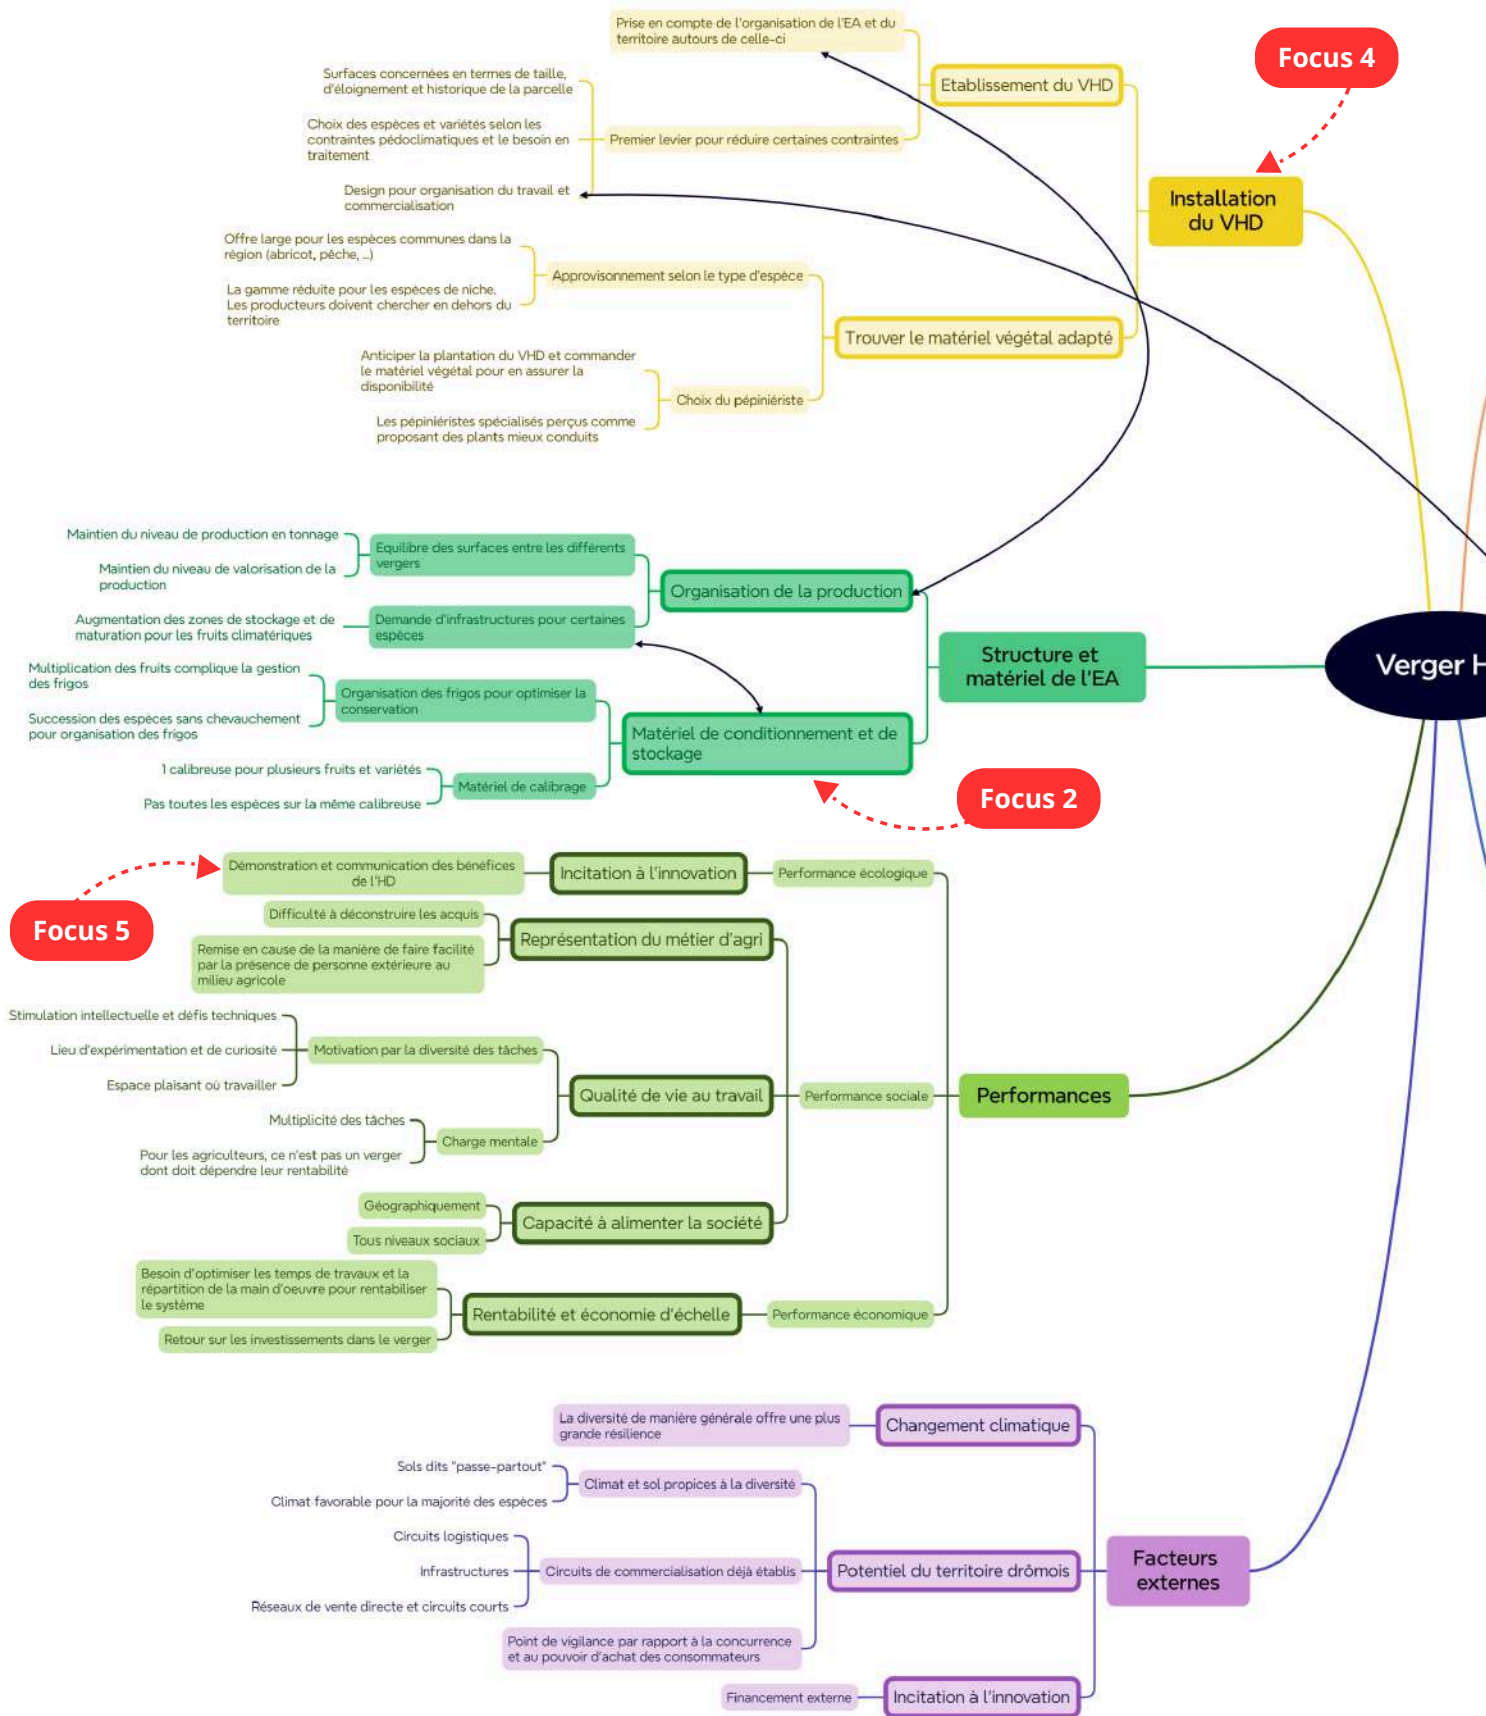 Focus 4
Prise en compte de l'organisation de l'EA et du
territoire autours de celle-ci
Etablissement du VHD
Surfaces concernées en termes de taille,
d'éloignement et historique de la parcelle
Choix des espèces et variétés selon les
contraintes pédoclimatiques et le besoin en
traitement
Premier levier pour réduire certaines contraintes
Design pour organisation du travail et
commercialisation
Installation
du VHD
Offre large pour les espèces communes dans la
région (abricot, pêche, ...)
Approvisonnement selon le type d'espèce
La gamme réduite pour les espèces de niche.
Les producteurs doivent chercher en dehors du
territoire
Trouver le matériel végétal adapté
Anticiper la plantation du VHD et commander
le matériel végétal pour en assurer la
disponibilité
Choix du pépiniériste
Les pépiniéristes spécialisés perçus comme
proposant des plants mieux conduits
Maintien du niveau de production en tonnage
Equilibre des surfaces entre les différents
vergers
Maintien du niveau de valorisation de la
production
Organisation de la production
Augmentation des zones de stockage et de
maturation pour les fruits climatériques
Demande d'infrastructures pour certaines
espèces
Structure et
matériel de l'EA
Verger H
Multiplication des fruits complique la gestion
des frigos
Organisation des frigos pour optimiser la
conservation
Succession des espèces sans chevauchement
pour organisation des frigos
Matériel de conditionnement et de
stockage
1 calibreuse pour plusieurs fruits et variétés
Matériel de calibrage
Pas toutes les espèces sur la même calibreuse
Focus 2
Démonstration et communication des bénéfices
de l'HD
Incitation à l'innovation
Performance écologique
Focus 5
Difficulté à déconstruire les acquis
Représentation du métier d'agri
Remise en cause de la manière de faire facilité
par la présence de personne extérieure au
milieu agricole
Stimulation intellectuelle et défis techniques
Lieu d'expérimentation et de curiosité
Motivation par la diversité des tâches
Espace plaisant où travailler
Qualité de vie au travail
Performance sociale
Performances
Multiplicité des tâches
Charge mentale
Pour les agriculteurs, ce n'est pas un verger
dont doit dépendre leur rentabilité
Géographiquement
Capacité à alimenter la société
Tous niveaux sociaux
Besoin d'optimiser les temps de travaux et la
répartition de la main d'oeuvre pour rentabiliser
le système
Rentabilité et économie d'échelle
Performance économique
Retour sur les investissements dans le verger
La diversité de manière générale offre une plus
grande résilience
Changement climatique
Sols dits "passe-partout"
Climat et sol propices à la diversité
Climat favorable pour la majorité des espèces
Circuits logistiques
Infrastructures
Circuits de commercialisation déjà établis
Potentiel du territoire drômois
Facteurs
externes
Réseaux de vente directe et circuits courts
Point de vigilance par rapport à la concurrence
et au pouvoir d'achat des consommateurs
Financement externe
Incitation à l'innovation